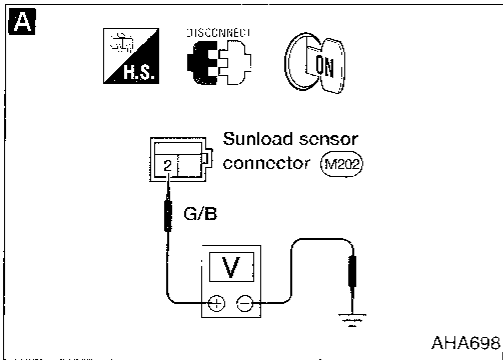 A
H.S.
DISCONNECT
ON
Sunload sensor
connector M202
2
G/B
V
+ −
AHA698